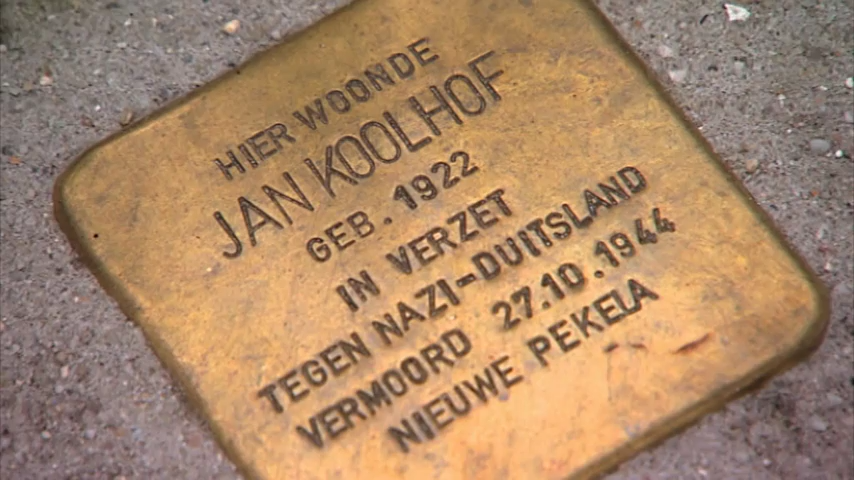 HIER WOONDE
JAN KOOLHOF
GEB. 1922
IN VERZET
TEGEN NAZI-DUITSLAND
VERMOORD 27.10.1944
NIEUWE PEKELA